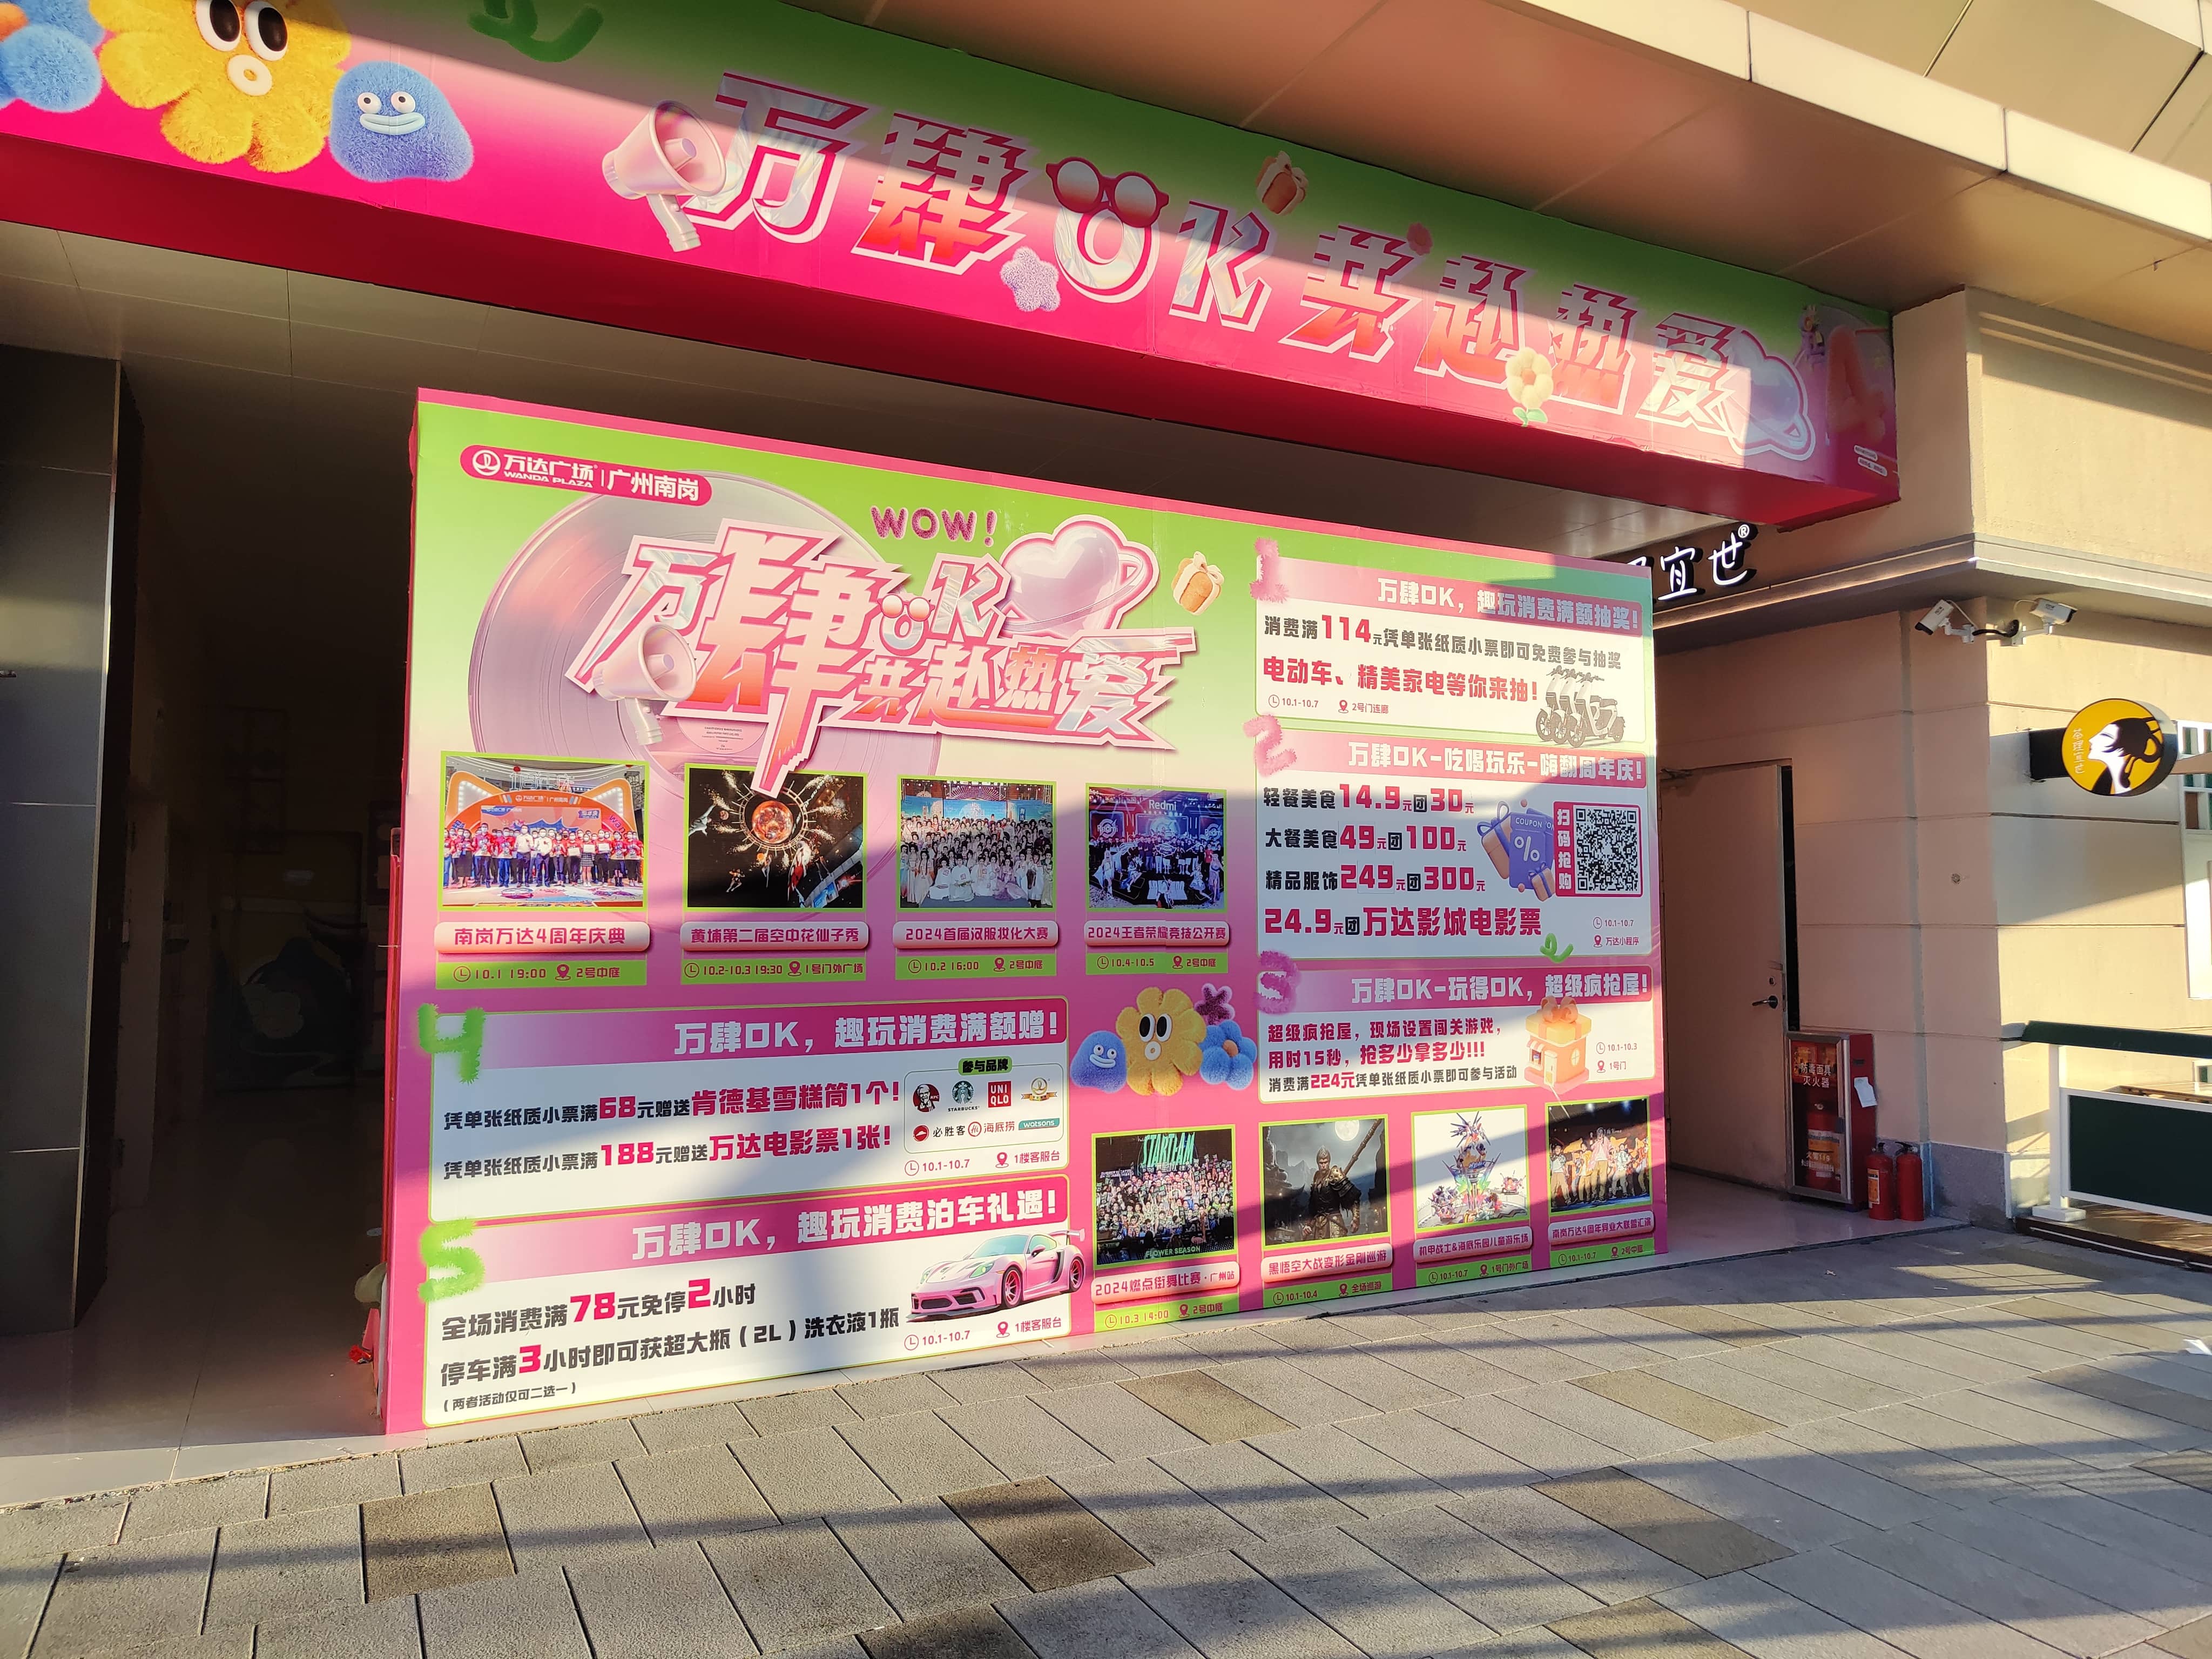 万肆OK共赴热爱
4
万达广场 | 广州南岗
WANDA PLAZA
WOW!
万肆OK
共赴热爱
南岗万达4周年庆典
10.1 19:00 2号中庭
黄埔第二届空中花仙子秀
10.2-10.3 19:30 1号门外广场
2024首届汉服妆化大赛
10.2 16:00 2号中庭
Redmi
2024王者荣耀竞技公开赛
10.4-10.5 2号中庭
1
万肆OK，趣玩消费满额抽奖！
消费满114元凭单张纸质小票即可免费参与抽奖
电动车、精美家电等你来抽！
10.1-10.7 2号门连廊
2
万肆OK-吃喝玩乐-嗨翻周年庆！
轻餐美食14.9元团30元
大餐美食49元团100元
精品服饰249元团300元
24.9元团万达影城电影票
COUPON
%
扫码抢购
10.1-10.7
万达小程序
3
万肆OK-玩得OK，超级疯抢屋！
超级疯抢屋，现场设置闯关游戏，
用时15秒，抢多少拿多少!!!
消费满224元凭单张纸质小票即可参与活动
10.1-10.3
1号门
4
万肆OK，趣玩消费满额赠！
凭单张纸质小票满68元赠送肯德基雪糕筒1个！
凭单张纸质小票满188元赠送万达电影票1张！
参与品牌
KFC
STARBUCKS
UNI
QLO
必胜客
海底捞
watsons
10.1-10.7 1楼客服台
5
万肆OK，趣玩消费泊车礼遇！
全场消费满78元免停2小时
停车满3小时即可获超大瓶（2L）洗衣液1瓶
（两者活动仅可二选一）
10.1-10.7 1楼客服台
FLOWER SEASON
2024燃点街舞比赛·广州站
10.3 14:00 2号中庭
黑悟空大战变形金刚巡游
10.1-10.4 全场巡游
机甲战士&海底乐园儿童游乐场
10.1-10.7 1号门外广场
南岗万达4周年异业大联盟汇演
10.1-10.7 2号中庭
宜世®
茶理宜世
防毒面具
灭火器